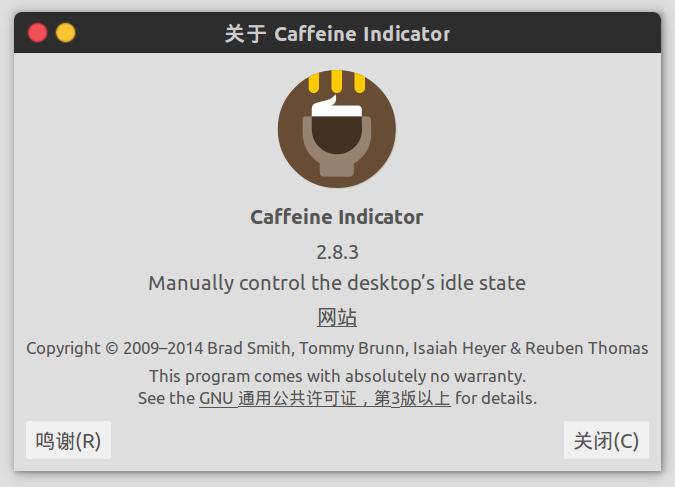 关于 Caffeine Indicator
Caffeine Indicator
2.8.3
Manually control the desktop’s idle state
网站
Copyright © 2009–2014 Brad Smith, Tommy Brunn, Isaiah Heyer & Reuben Thomas
This program comes with absolutely no warranty.
See the GNU 通用公共许可证，第3版以上 for details.
鸣谢(R) 关闭(C)